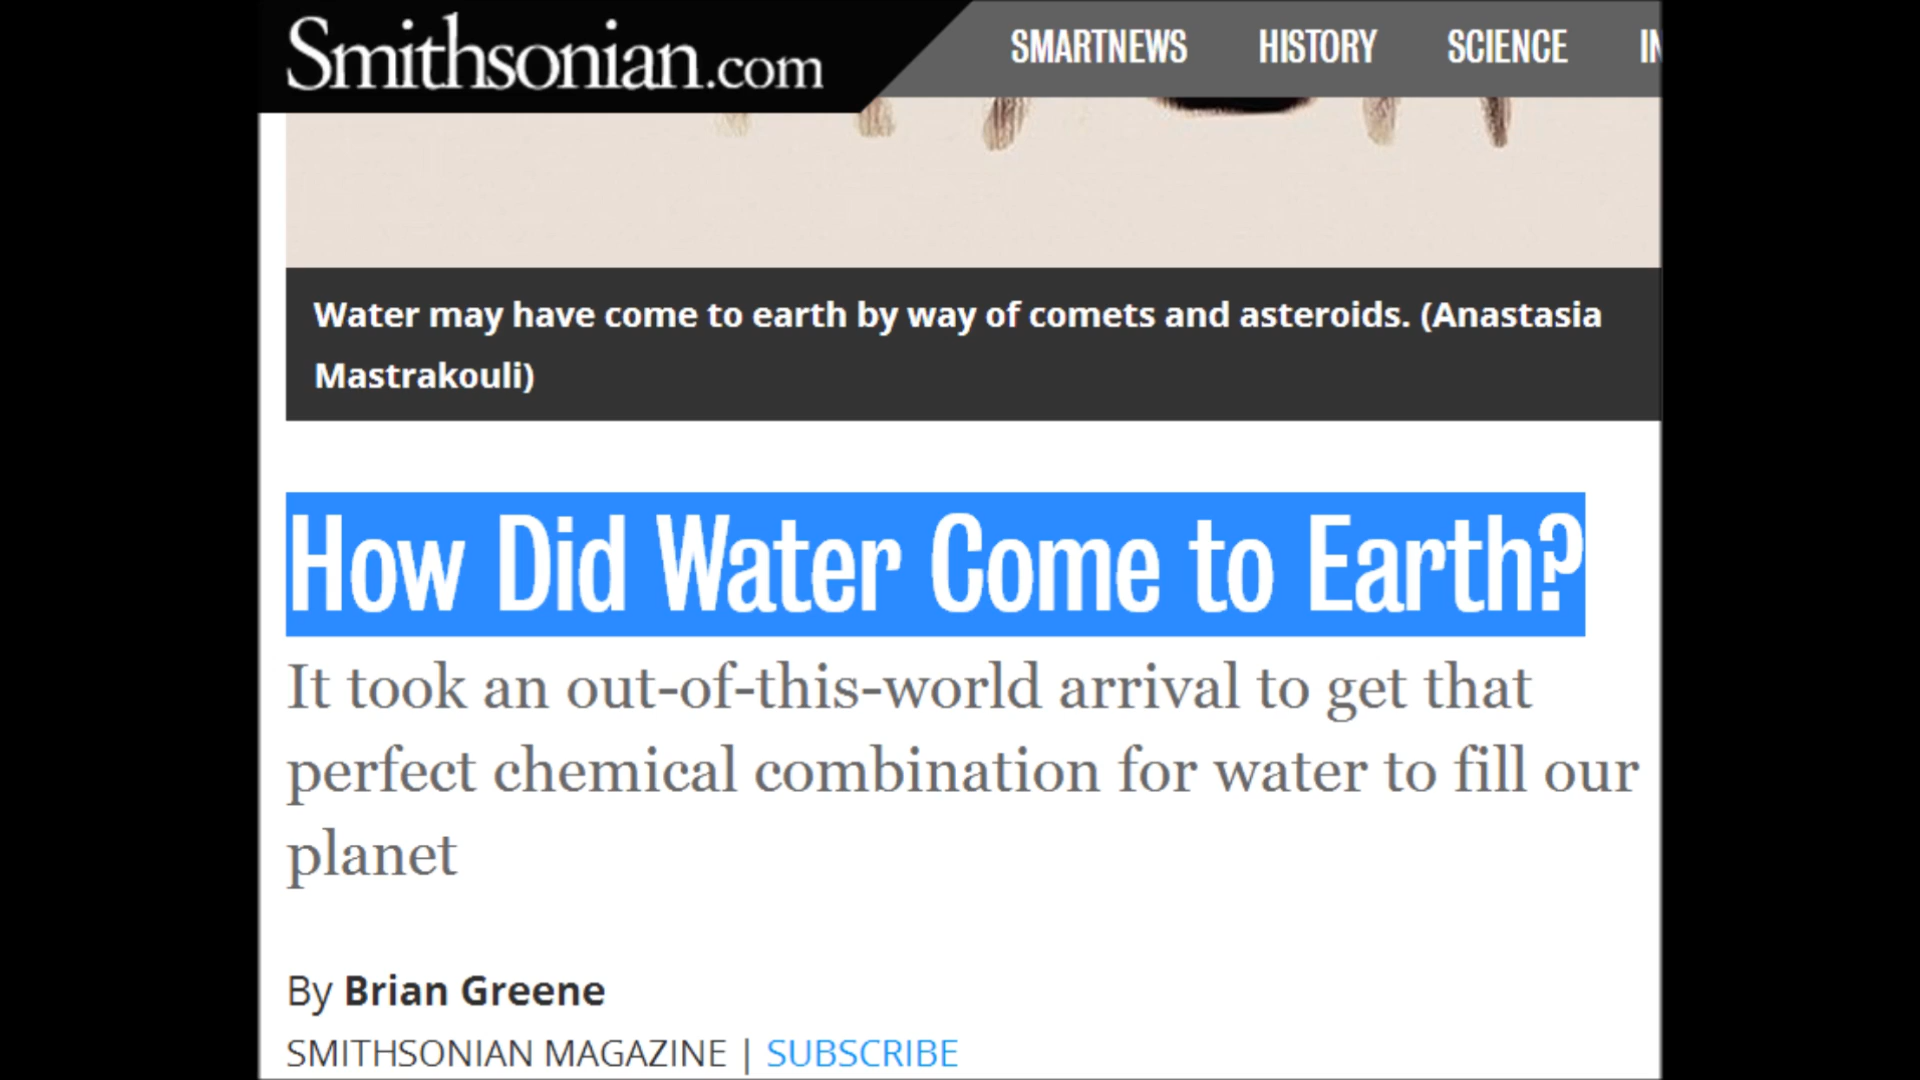 Smithsonian.com
SMARTNEWS HISTORY SCIENCE
Water may have come to earth by way of comets and asteroids. (Anastasia
Mastrakouli)
How Did Water Come to Earth?
It took an out-of-this-world arrival to get that
perfect chemical combination for water to fill our
planet
By Brian Greene
SMITHSONIAN MAGAZINE | SUBSCRIBE